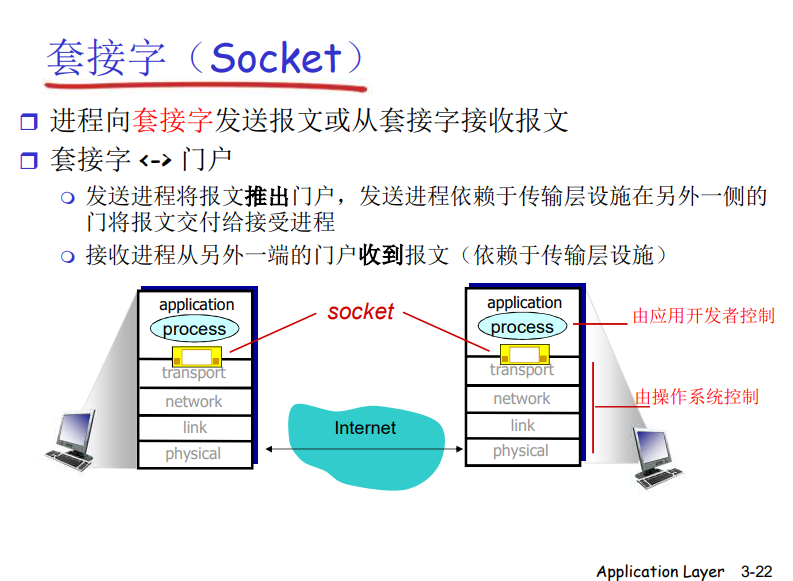 套接字（Socket）
进程向套接字发送报文或从套接字接收报文
套接字 <-> 门户
发送进程将报文推出门户，发送进程依赖于传输层设施在另外一侧的
门将报文交付给接受进程
接收进程从另外一端的门户收到报文（依赖于传输层设施）
application
process
transport
network
link
physical
socket
Internet
application
process
transport
network
link
physical
由应用开发者控制
由操作系统控制
Application Layer 3-22